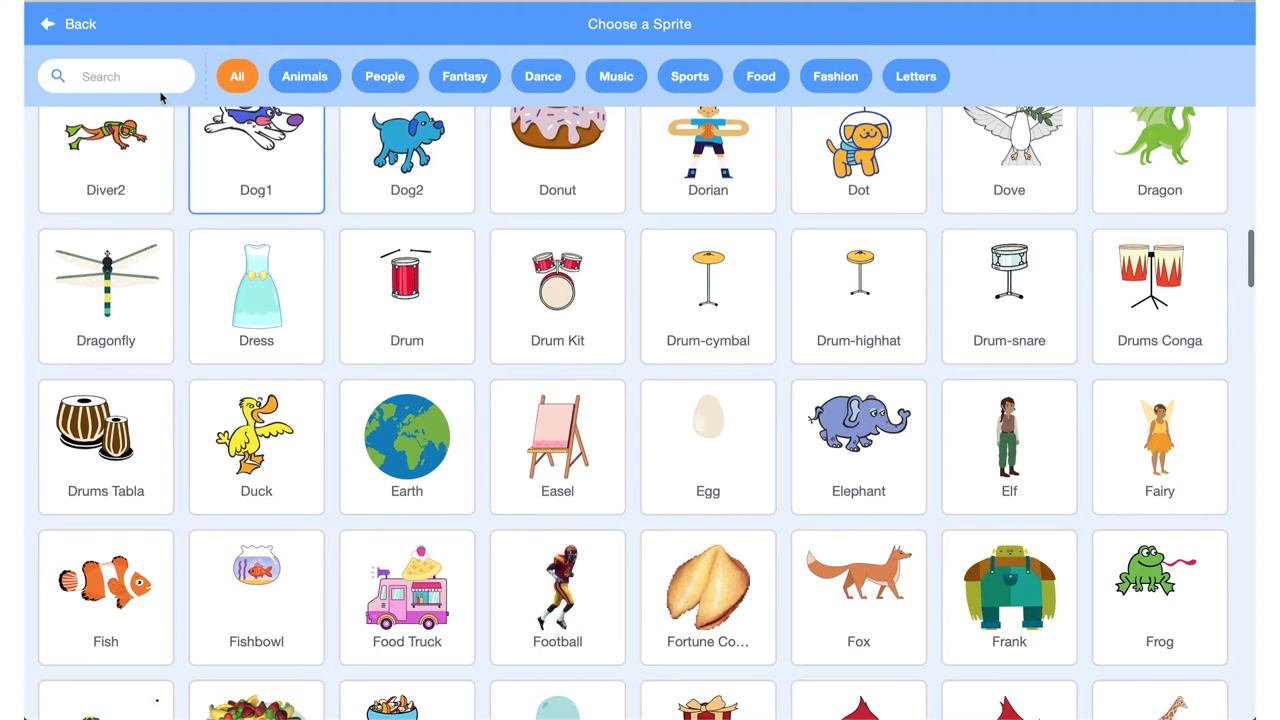 Back
Choose a Sprite
Search
All
Animals
People
Fantasy
Dance
Music
Sports
Food
Fashion
Letters
Diver2
Dog1
Dog2
Donut
Dorian
Dot
Dove
Dragon
Dragonfly
Dress
Drum
Drum Kit
Drum-cymbal
Drum-highhat
Drum-snare
Drums Conga
Drums Tabla
Duck
Earth
Easel
Egg
Elephant
Elf
Fairy
Fish
Fishbowl
Food Truck
Football
Fortune Co...
Fox
Frank
Frog